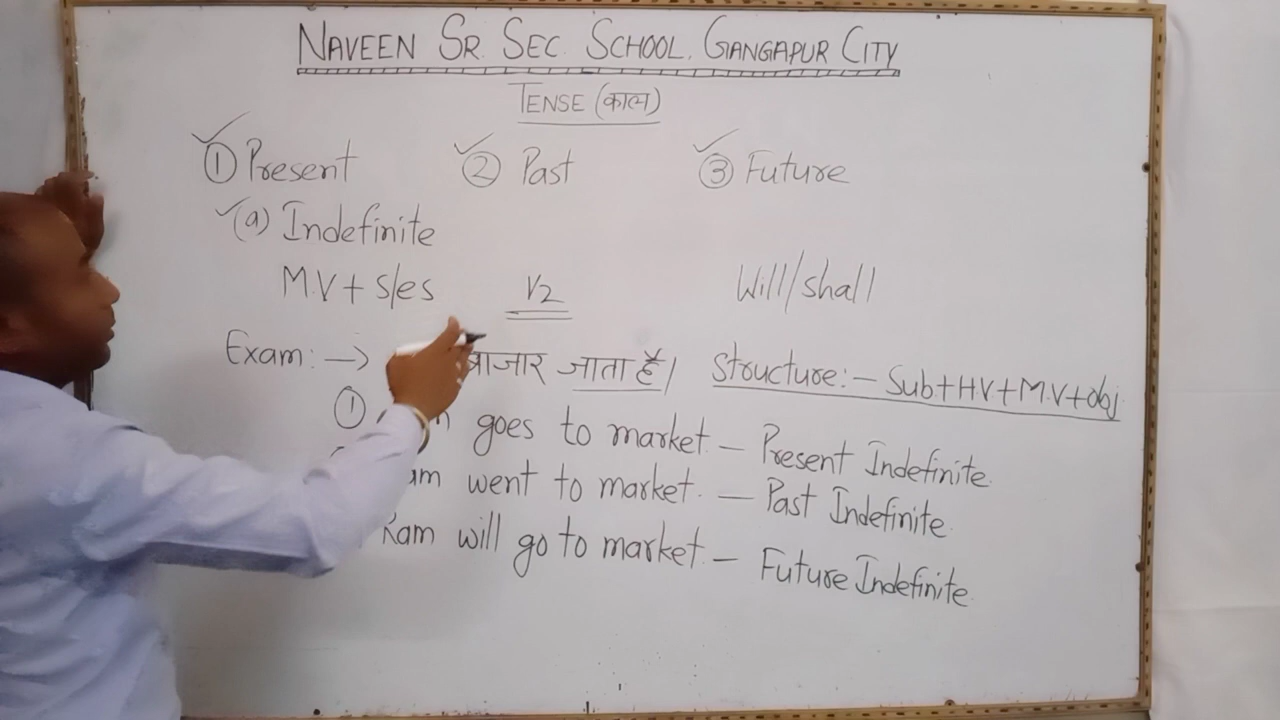 NAVEEN SR. SEC. SCHOOL, GANGAPUR CITY
TENSE (काल)
① Present ② Past ③ Future
(a) Indefinite
M.V + s/es V2 Will/shall
Exam:→ बाजार जाता है। Structure:- Sub+H.V+M.V+obj
① goes to market - Present Indefinite.
went to market. - Past Indefinite.
Ram will go to market - Future Indefinite.